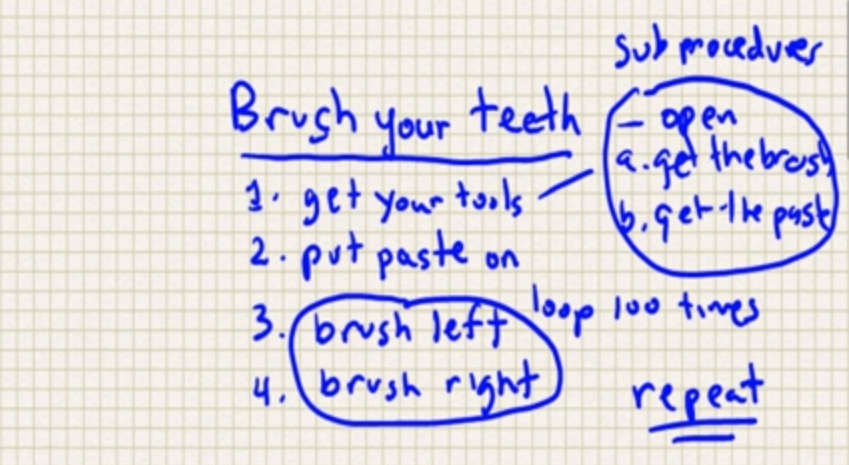 Sub procedures
Brush your teeth
1. get your tools
— open
a. get the brush
b. get the paste
2. put paste on
3. brush left
4. brush right
loop 100 times
repeat